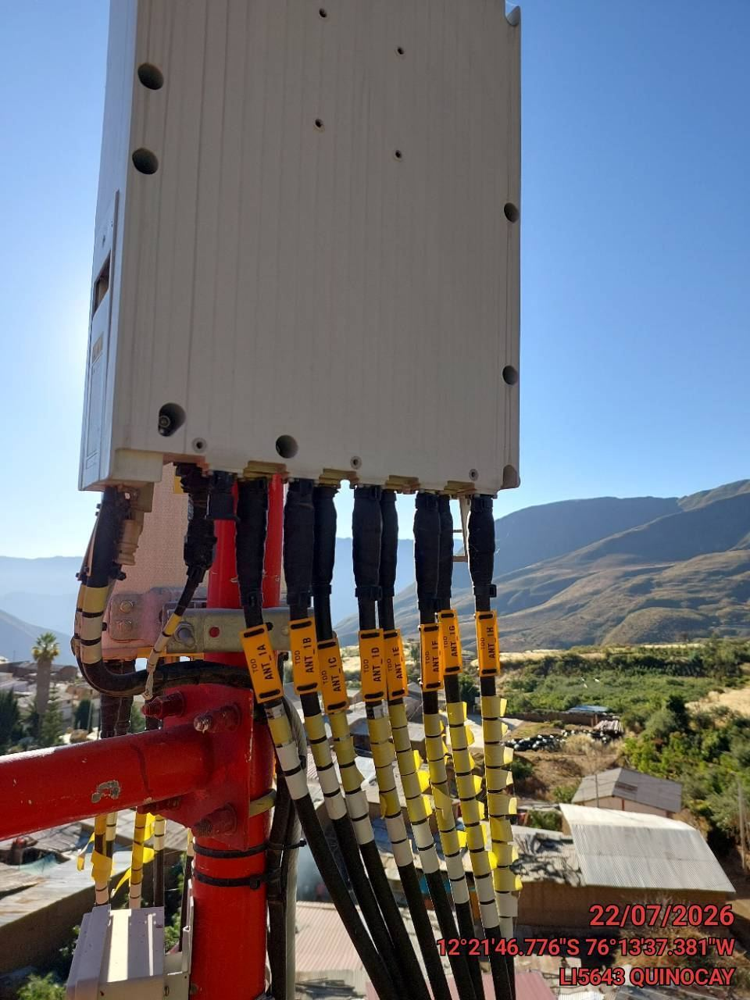 TDD
ANT_1A
TDD
ANT_1B
TDD
ANT_1C
TDD
ANT_1D
TDD
ANT_1E
TDD
ANT_1F
TDD
ANT_1G
TDD
ANT_1H
22/07/2026
12°21'46.776"S 76°13'37.381"W
LI5643 QUINOCAY